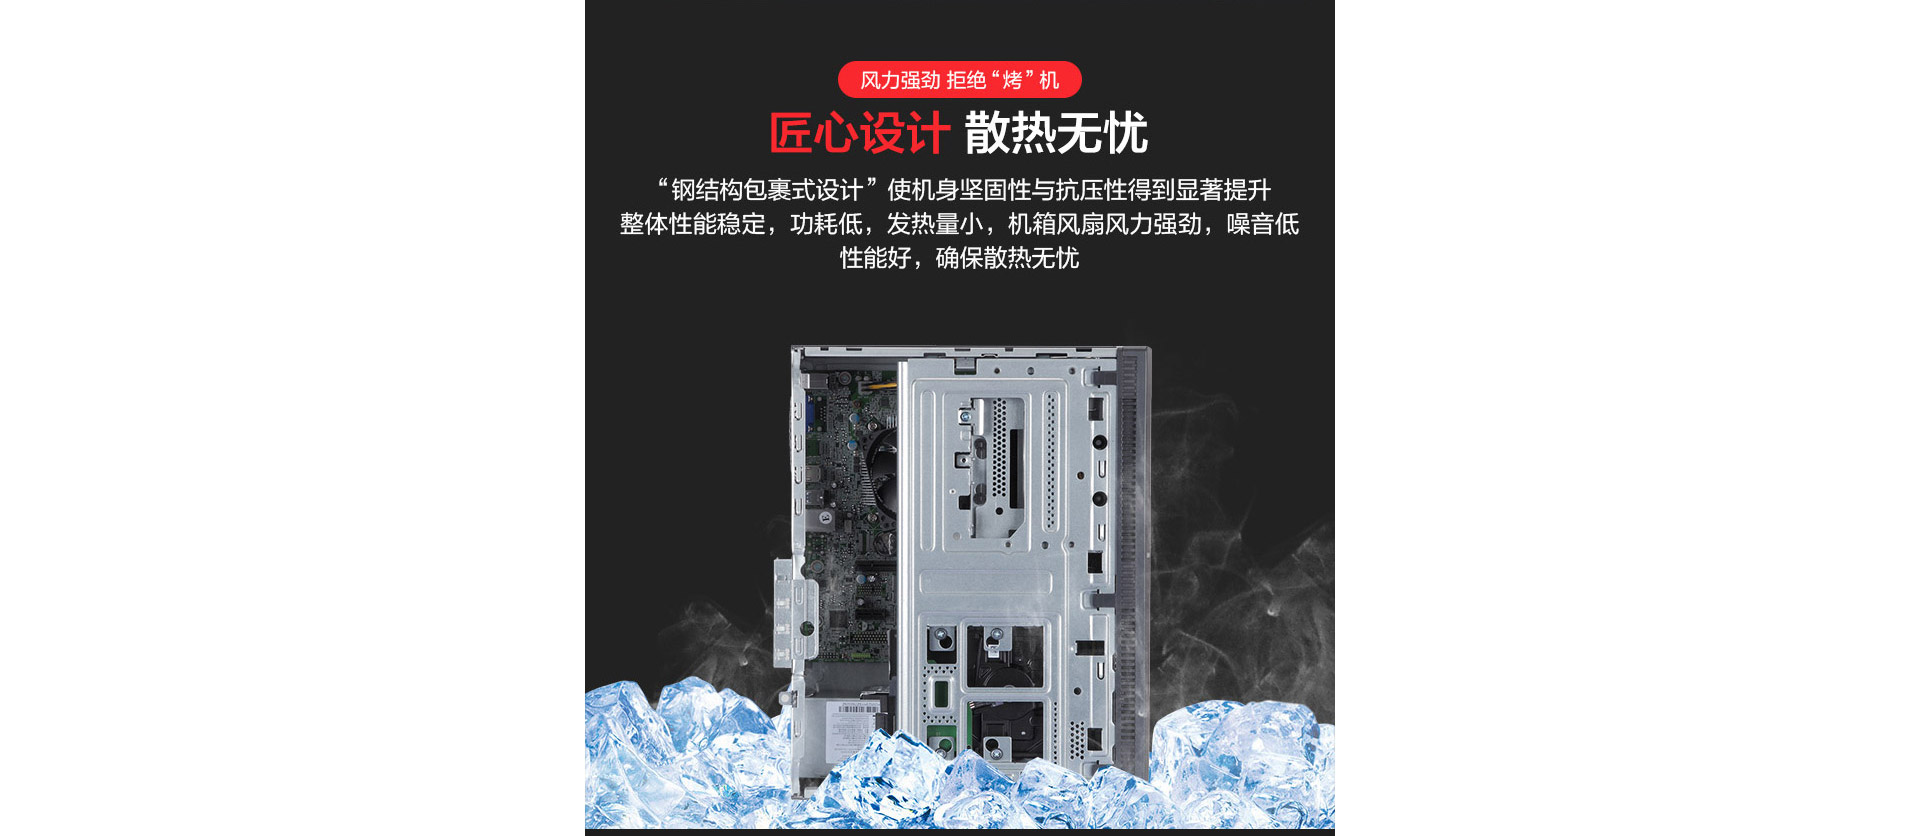 风力强劲 拒绝“烤”机
匠心设计 散热无忧
“钢结构包裹式设计”使机身坚固性与抗压性得到显著提升
整体性能稳定，功耗低，发热量小，机箱风扇风力强劲，噪音低
性能好，确保散热无忧